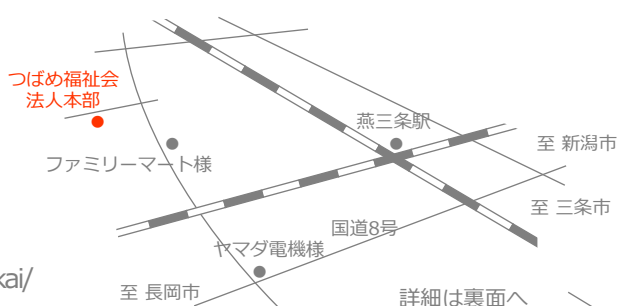 つばめ福祉会
法人本部
燕三条駅
至 新潟市
ファミリーマート様
至 三条市
国道8号
ヤマダ電機様
kai/
至 長岡市
詳細は裏面へ